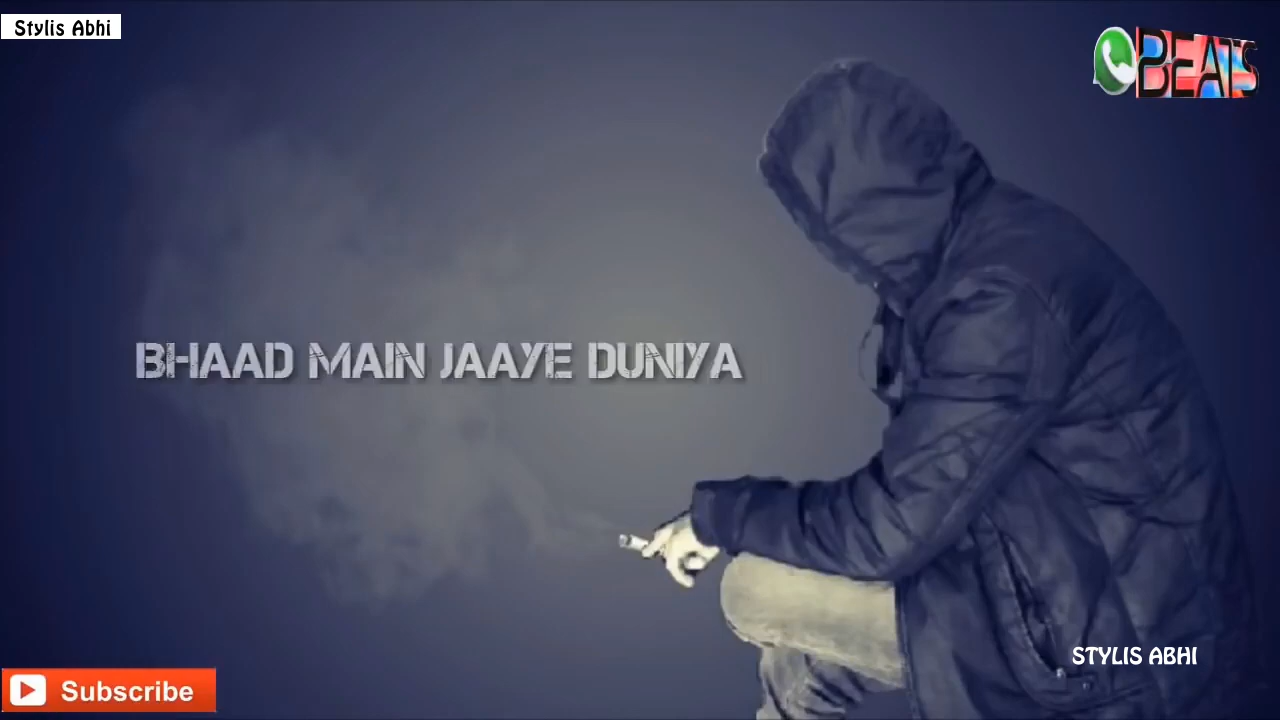 Stylis Abhi
BEATS
BHAAD MAIN JAAYE DUNIYA
STYLIS ABHI
Subscribe